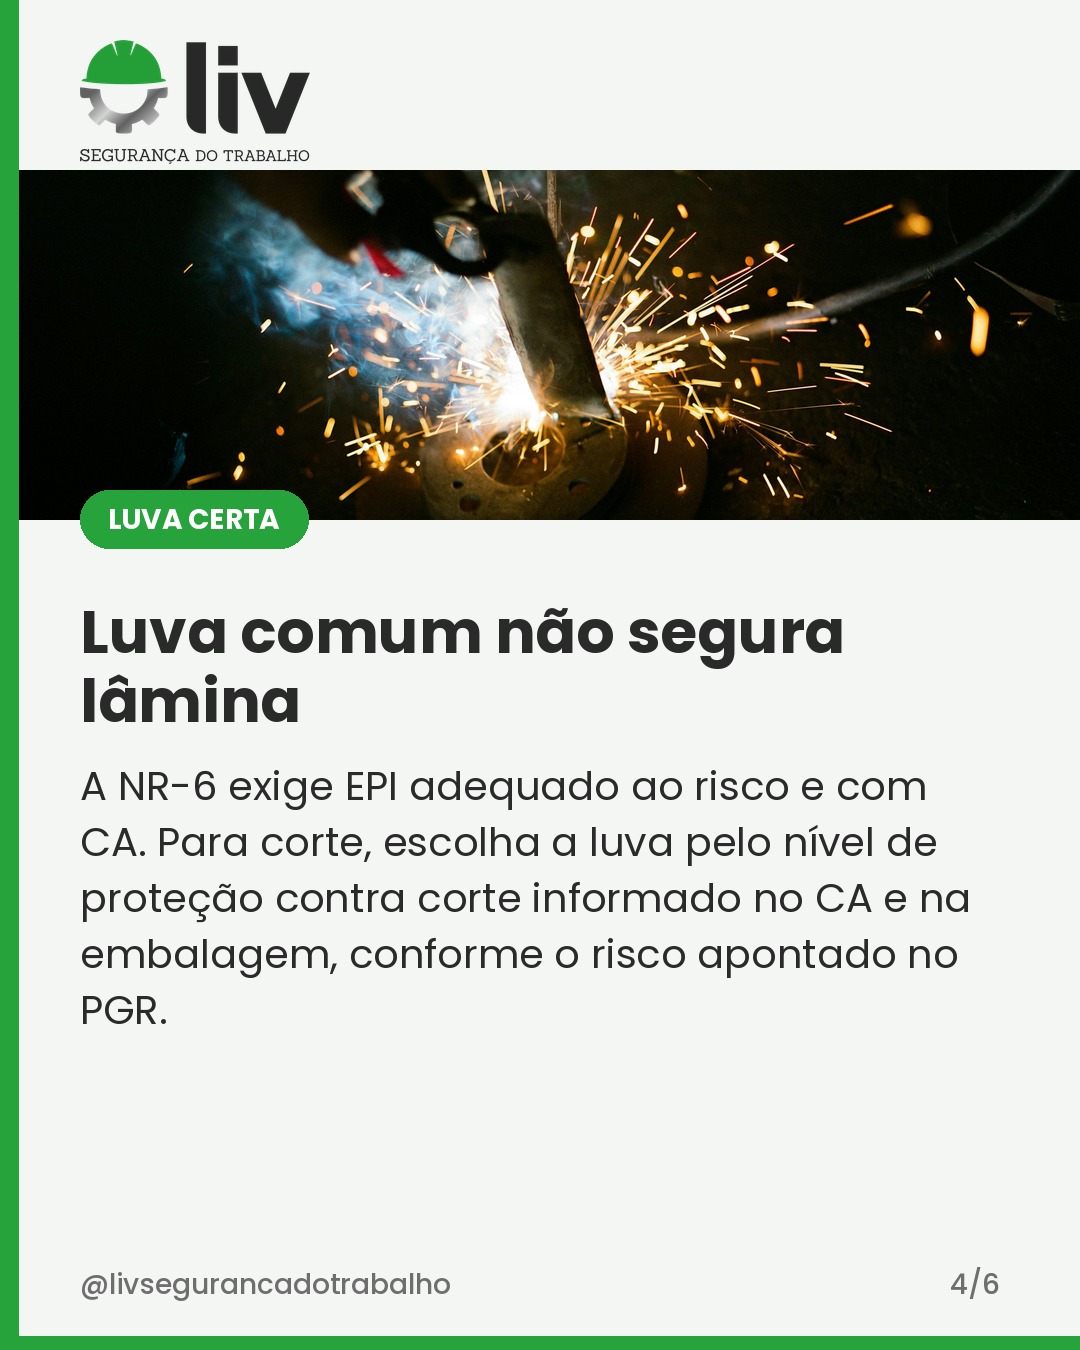 liv
SEGURANÇA DO TRABALHO
LUVA CERTA
Luva comum não segura
lâmina
A NR-6 exige EPI adequado ao risco e com
CA. Para corte, escolha a luva pelo nível de
proteção contra corte informado no CA e na
embalagem, conforme o risco apontado no
PGR.
@livsegurancadotrabalho
4/6